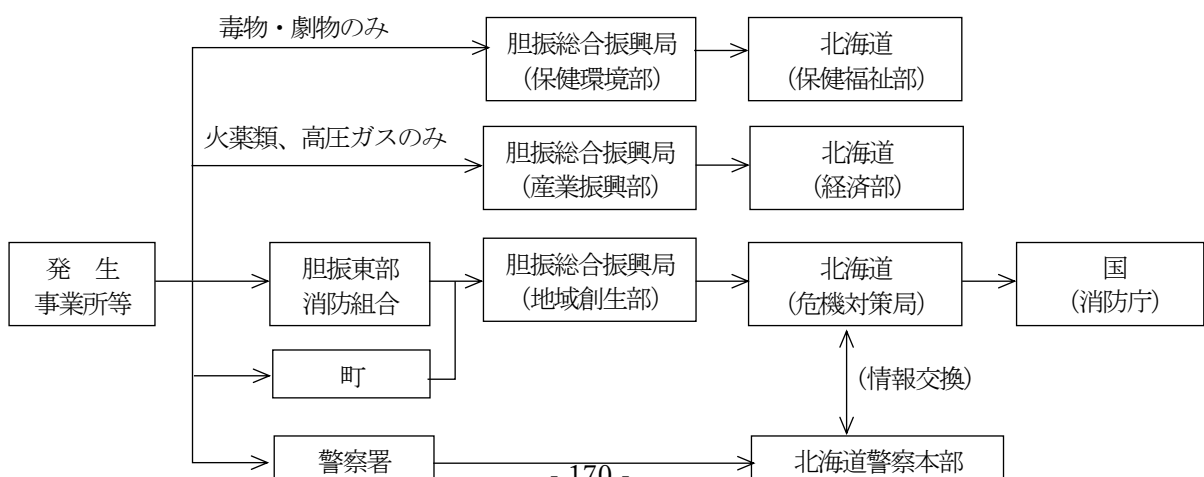 毒物・劇物のみ
胆振総合振興局
（保健環境部）
北海道
（保健福祉部）
火薬類、高圧ガスのみ
胆振総合振興局
（産業振興部）
北海道
（経済部）
発　生
事業所等
胆振東部
消防組合
胆振総合振興局
（地域創生部）
北海道
（危機対策局）
国
（消防庁）
町
（情報交換）
警察署
北海道警察本部
- 170 -